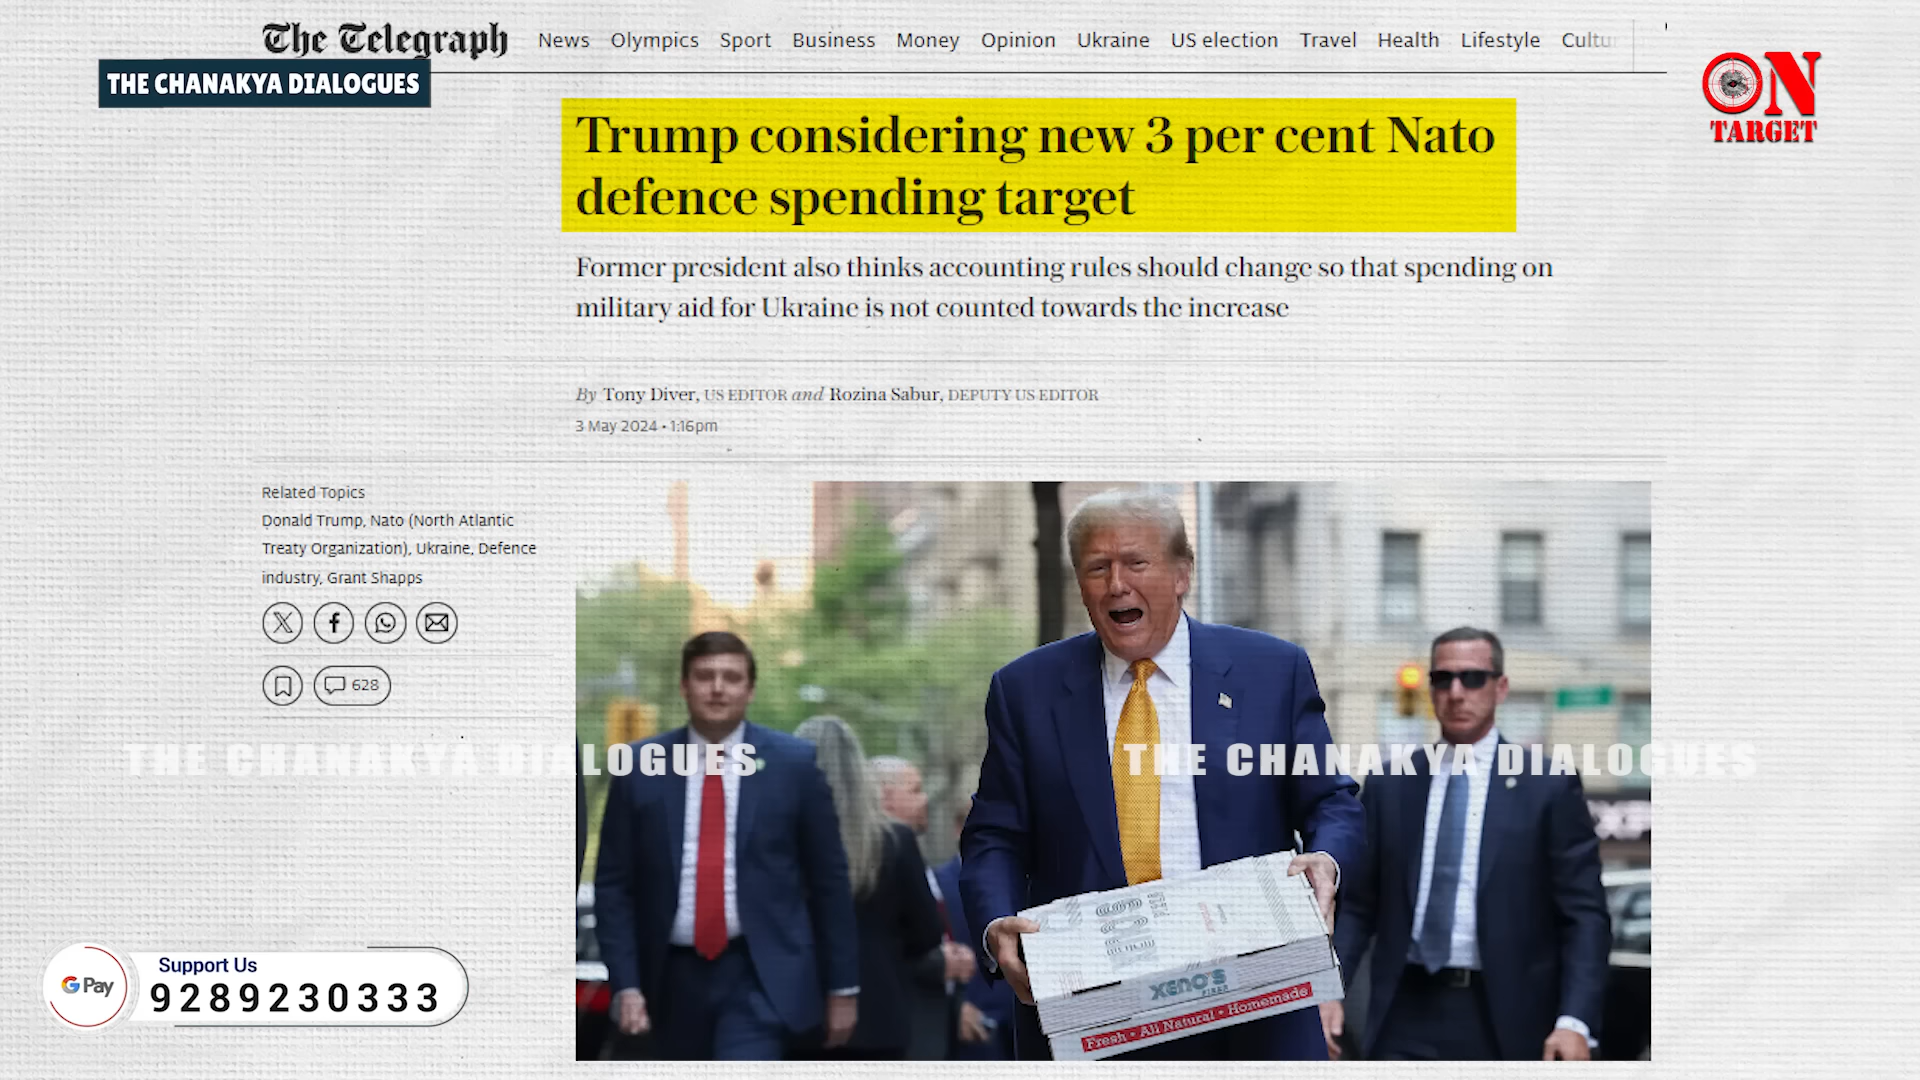 The Telegraph
News Olympics Sport Business Money Opinion Ukraine US election Travel Health Lifestyle
THE CHANAKYA DIALOGUES
ON
TARGET
Trump considering new 3 per cent Nato
defence spending target
Former president also thinks accounting rules should change so that spending on
military aid for Ukraine is not counted towards the increase
By Tony Diver, US EDITOR and Rozina Sabur, DEPUTY US EDITOR
3 May 2024 • 1:16pm
Related Topics
Donald Trump, Nato (North Atlantic
Treaty Organization), Ukraine, Defence
industry, Grant Shapps
628
THE CHANAKYA DIALOGUES
THE CHANAKYA DIALOGUES
XENO'S
Fresh • All Natural • Homemade
G Pay
Support Us
9289230333